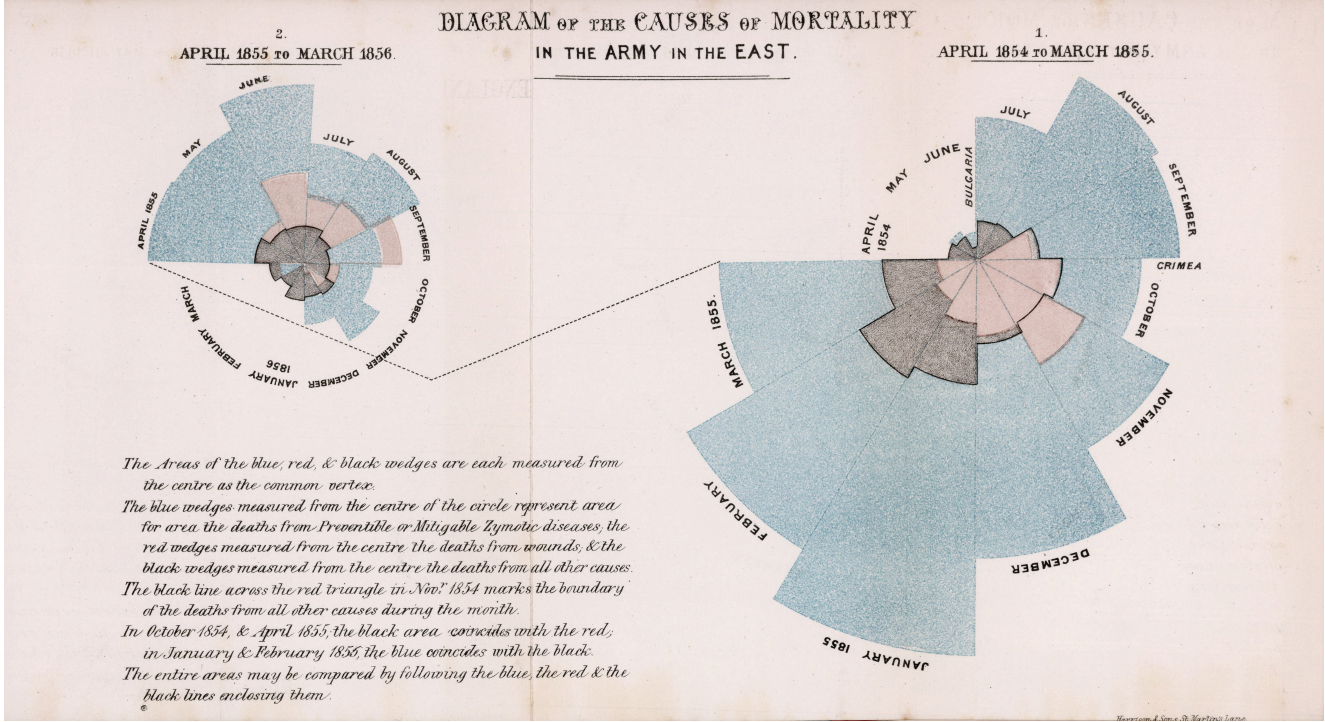 DIAGRAM OF THE CAUSES OF MORTALITY
IN THE ARMY IN THE EAST.
2.
APRIL 1855 TO MARCH 1856.
1.
APRIL 1854 TO MARCH 1855.
JUNE
MAY
JULY
AUGUST
APRIL 1855
SEPTEMBER
OCTOBER
NOVEMBER
DECEMBER
JANUARY
1856
FEBRUARY
MARCH
APRIL
1854
MAY
JUNE
BULGARIA
JULY
AUGUST
SEPTEMBER
CRIMEA
OCTOBER
NOVEMBER
DECEMBER
JANUARY 1855
FEBRUARY
MARCH 1855.
The Areas of the blue, red, & black wedges are each measured from
the centre as the common vertex.
The blue wedges measured from the centre of the circle represent area
for area the deaths from Preventible or Mitigable Zymotic diseases, the
red wedges measured from the centre the deaths from wounds, & the
black wedges measured from the centre the deaths from all other causes.
The black line across the red triangle in Novr. 1854 marks the boundary
of the deaths from all other causes during the month.
In October 1854, & April 1855, the black area coincides with the red;
in January & February 1856, the blue coincides with the black.
The entire areas may be compared by following the blue, the red & the
black lines enclosing them.
Harrison & Sons St. Martin's Lane